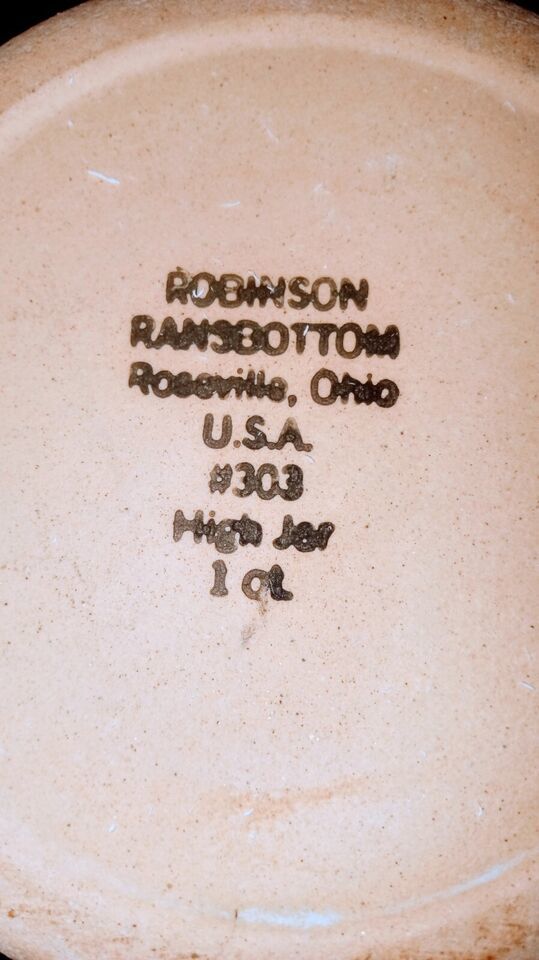 ROBINSON
RANSBOTTOM
Roseville, Ohio
U.S.A.
#303
High Jar
1 qt.